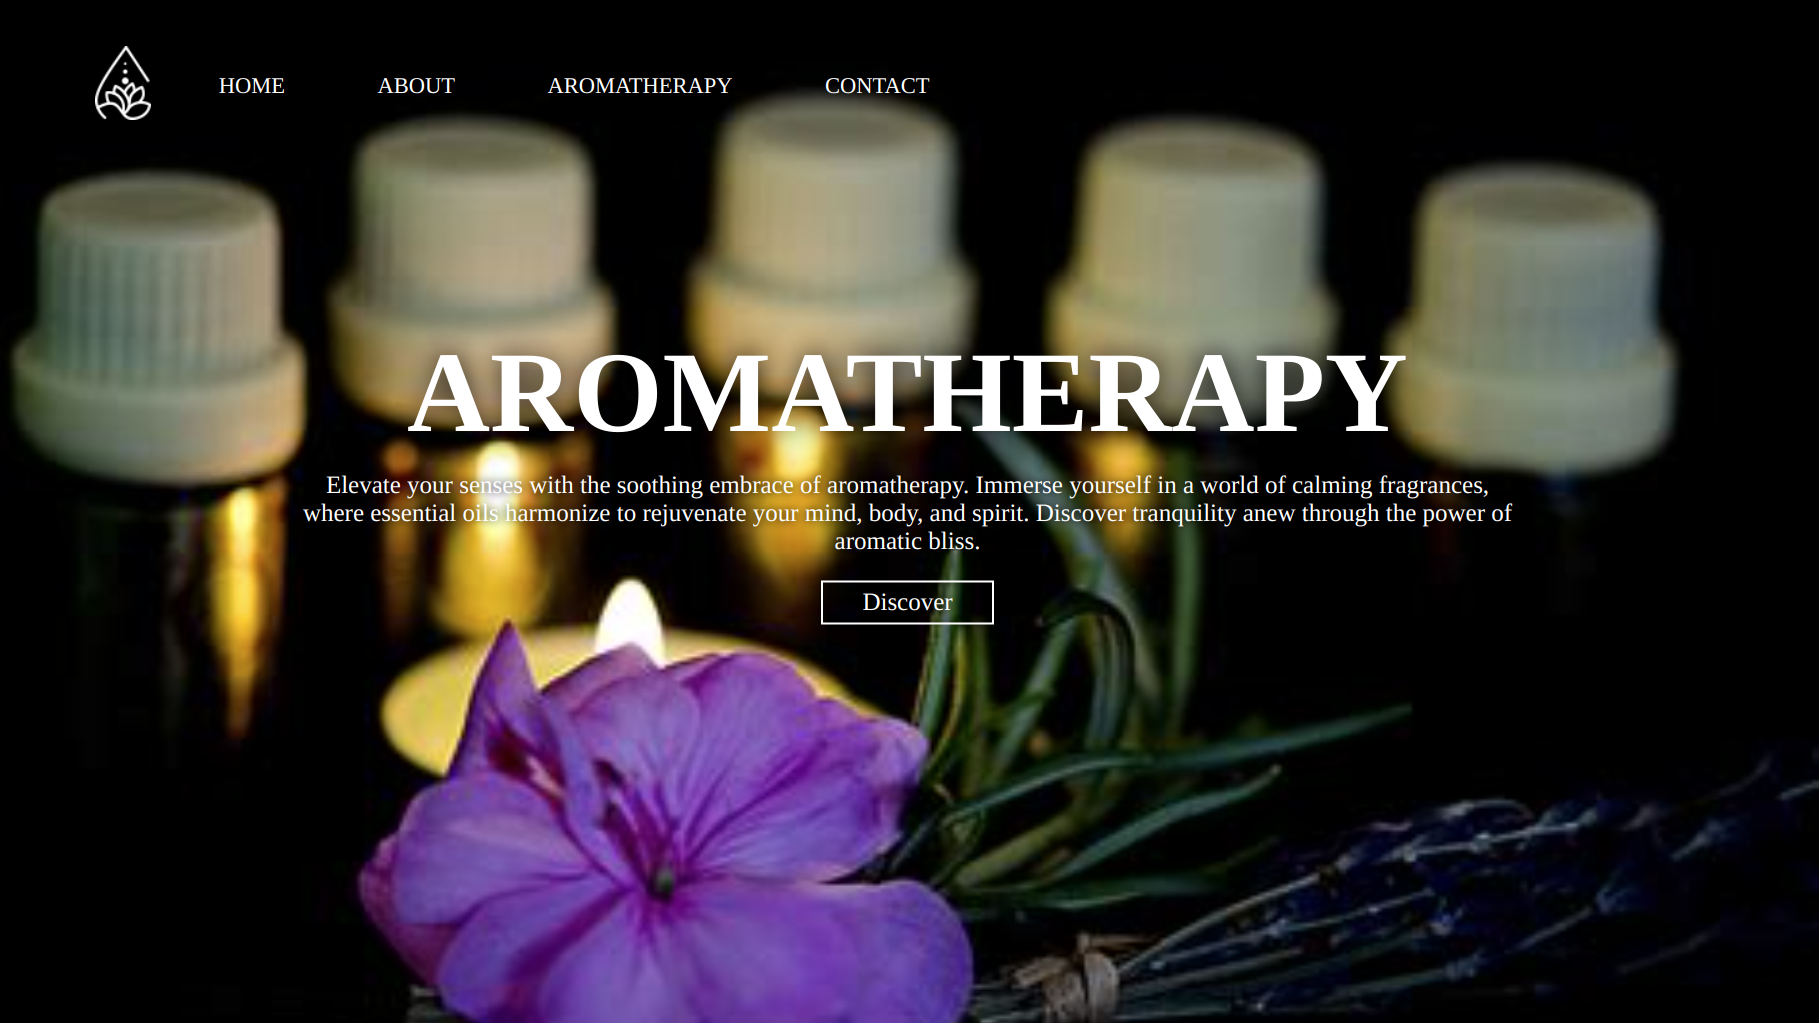 HOME
ABOUT
AROMATHERAPY
CONTACT
AROMATHERAPY
Elevate your senses with the soothing embrace of aromatherapy. Immerse yourself in a world of calming fragrances,
where essential oils harmonize to rejuvenate your mind, body, and spirit. Discover tranquility anew through the power of
aromatic bliss.
Discover